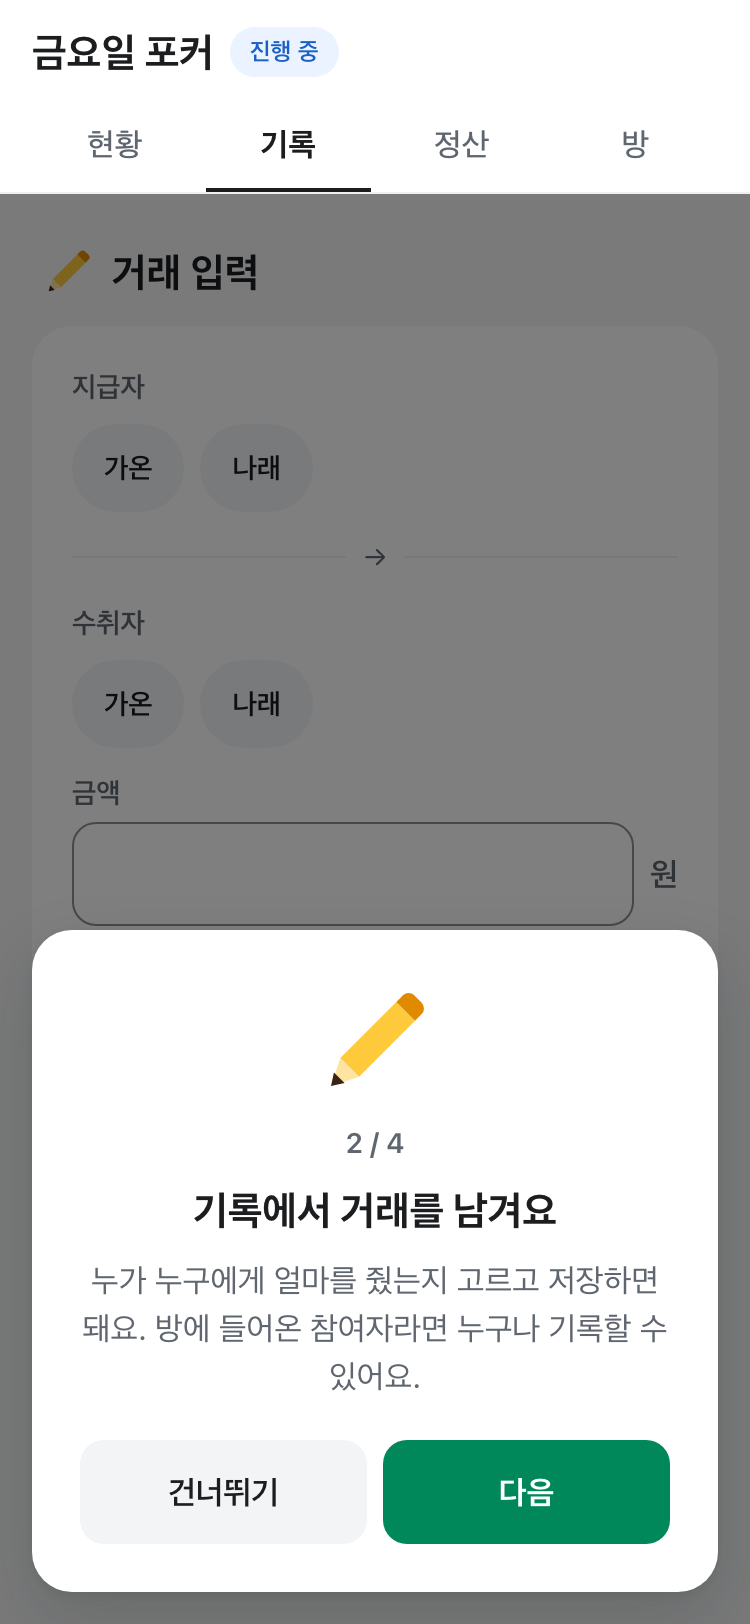 금요일 포커 진행 중
현황 기록 정산 방
거래 입력
지급자
가온 나래
→
수취자
가온 나래
금액
원
2 / 4
기록에서 거래를 남겨요
누가 누구에게 얼마를 줬는지 고르고 저장하면
돼요. 방에 들어온 참여자라면 누구나 기록할 수
있어요.
건너뛰기 다음